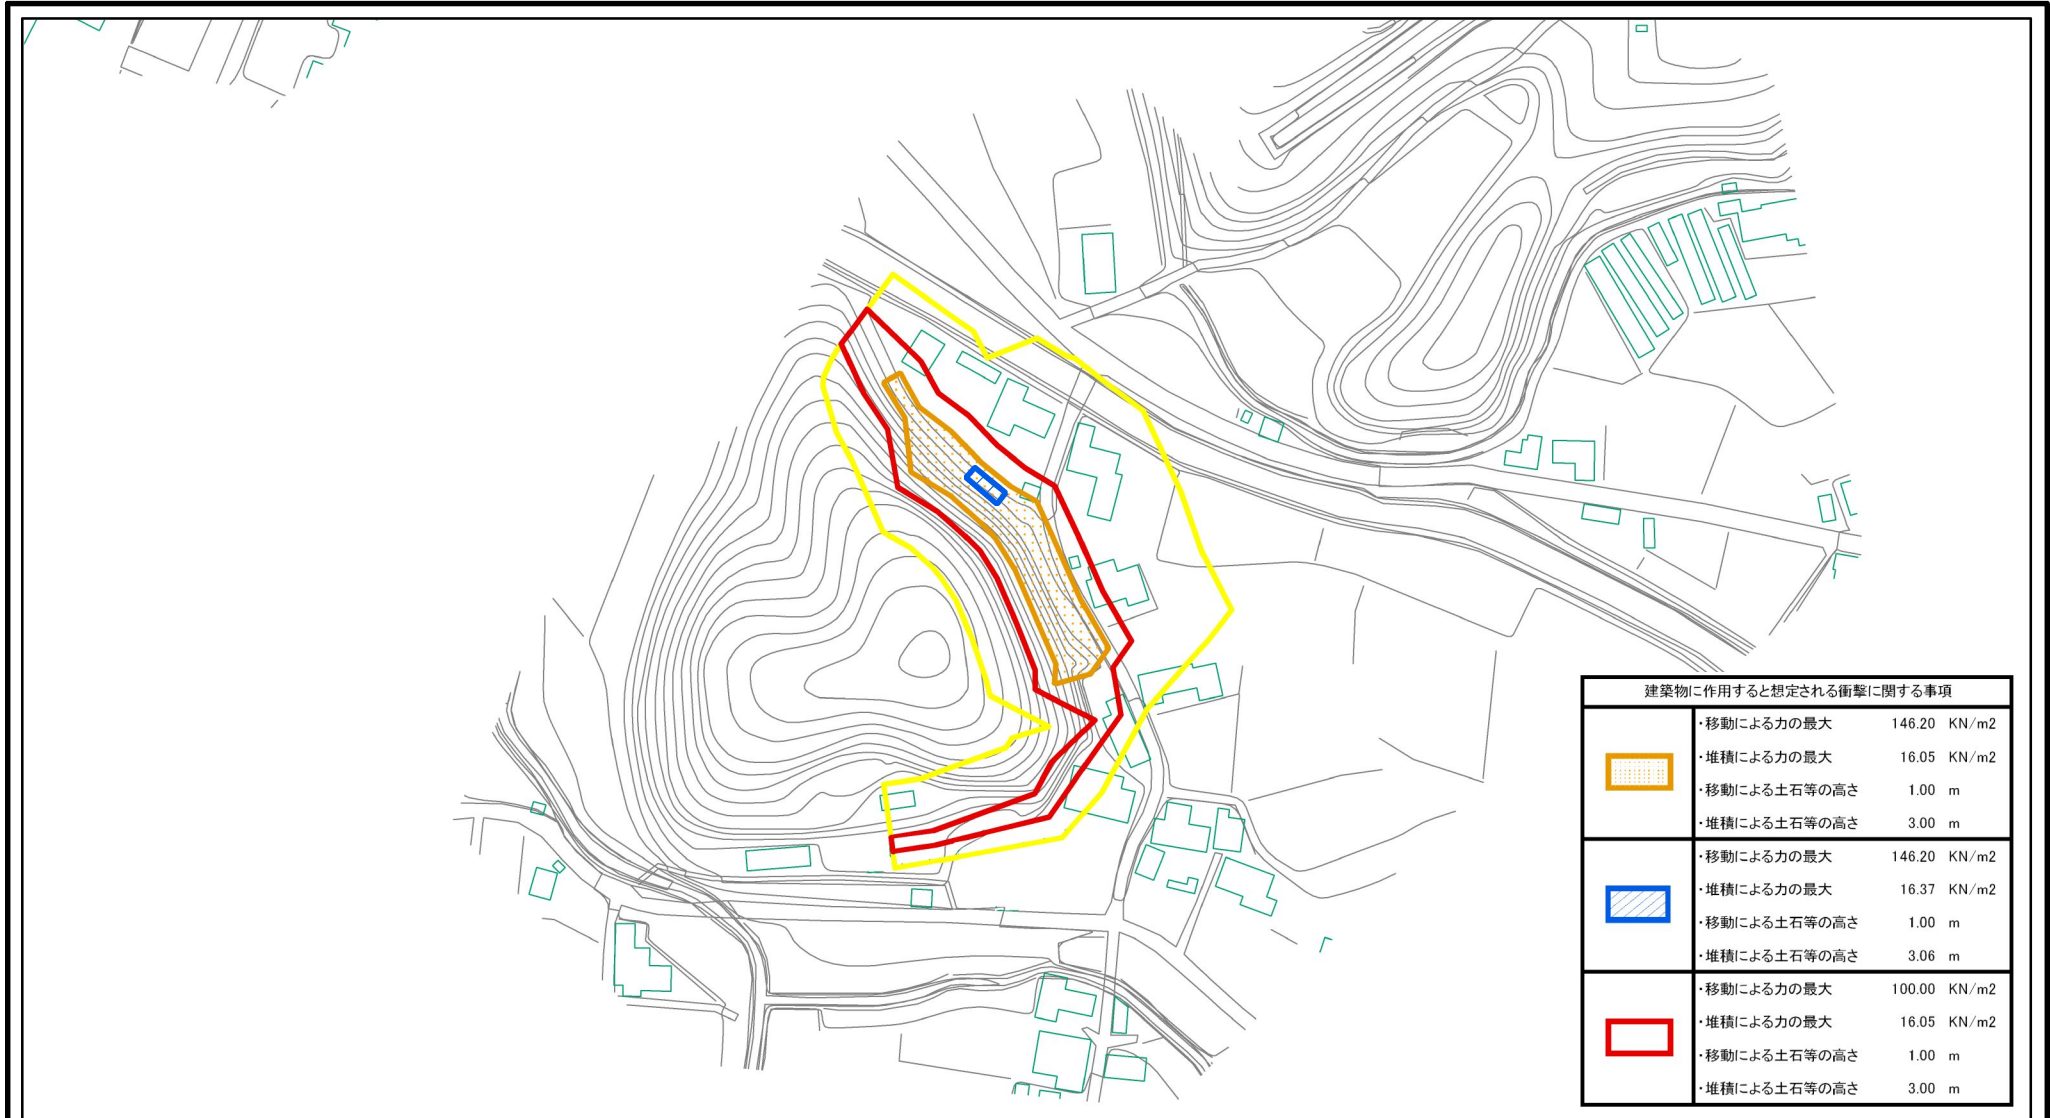 建築物に作用すると想定される衝撃に関する事項
・移動による力の最大 146.20 KN/m2
・堆積による力の最大 16.05 KN/m2
・移動による土石等の高さ 1.00 m
・堆積による土石等の高さ 3.00 m
・移動による力の最大 146.20 KN/m2
・堆積による力の最大 16.37 KN/m2
・移動による土石等の高さ 1.00 m
・堆積による土石等の高さ 3.06 m
・移動による力の最大 100.00 KN/m2
・堆積による力の最大 16.05 KN/m2
・移動による土石等の高さ 1.00 m
・堆積による土石等の高さ 3.00 m